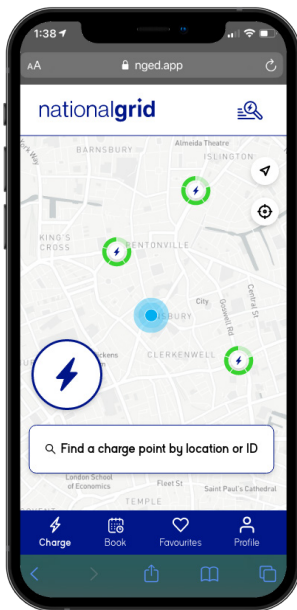 1:38
AA
nged.app
nationalgrid
BARNSBURY
Almeida Theatre
ISLINGTON
KING'S
CROSS
PENTONVILLE
City
Goswell Rd
Central St
CLERKENWELL
Find a charge point by location or ID
London School
of Economics
Fleet St
Saint Paul's Cathedral
TEMPLE
Charge
Book
Favourites
Profile